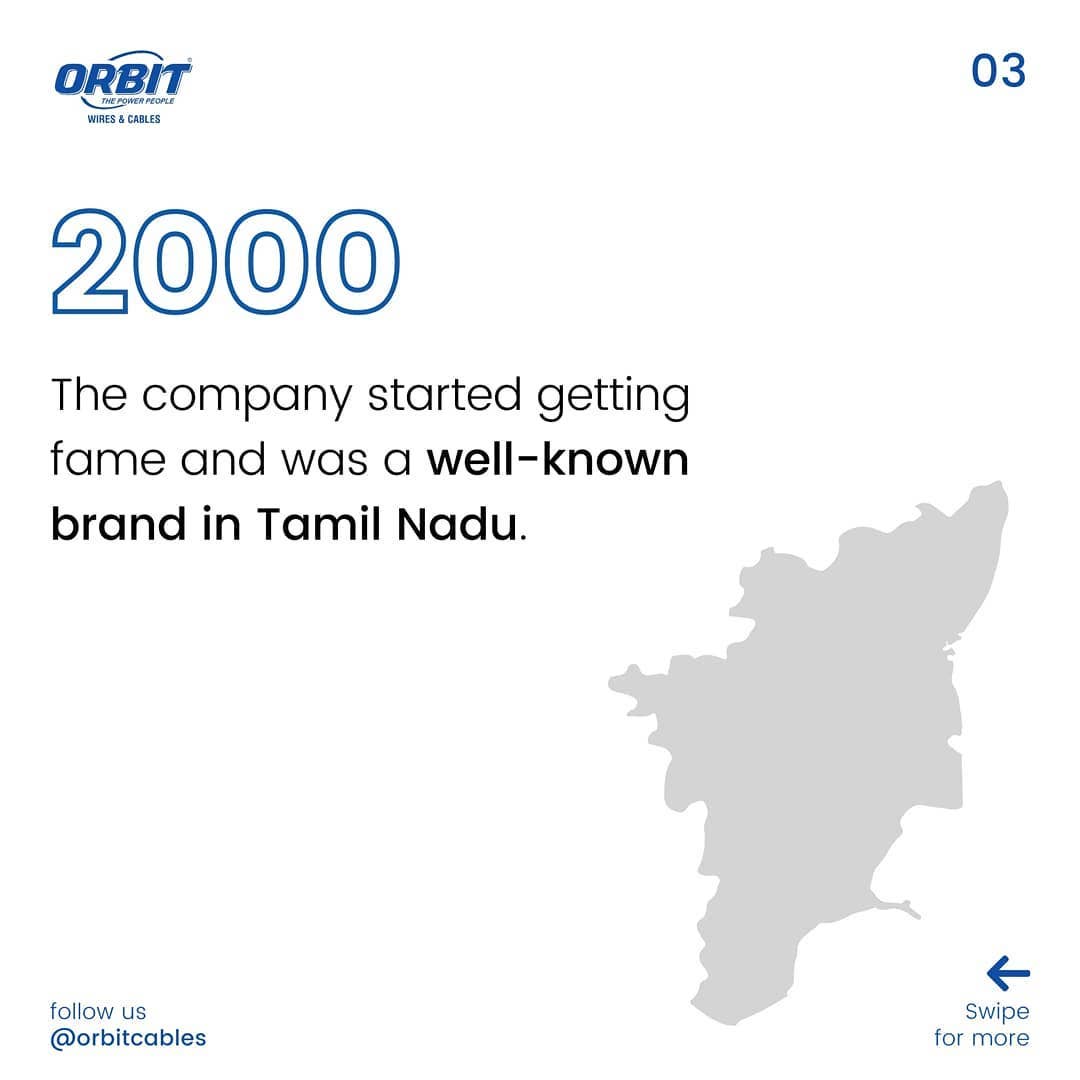 ORBIT®
THE POWER PEOPLE
WIRES & CABLES
03
2000
The company started getting
fame and was a well-known
brand in Tamil Nadu.
follow us
@orbitcables
Swipe
for more